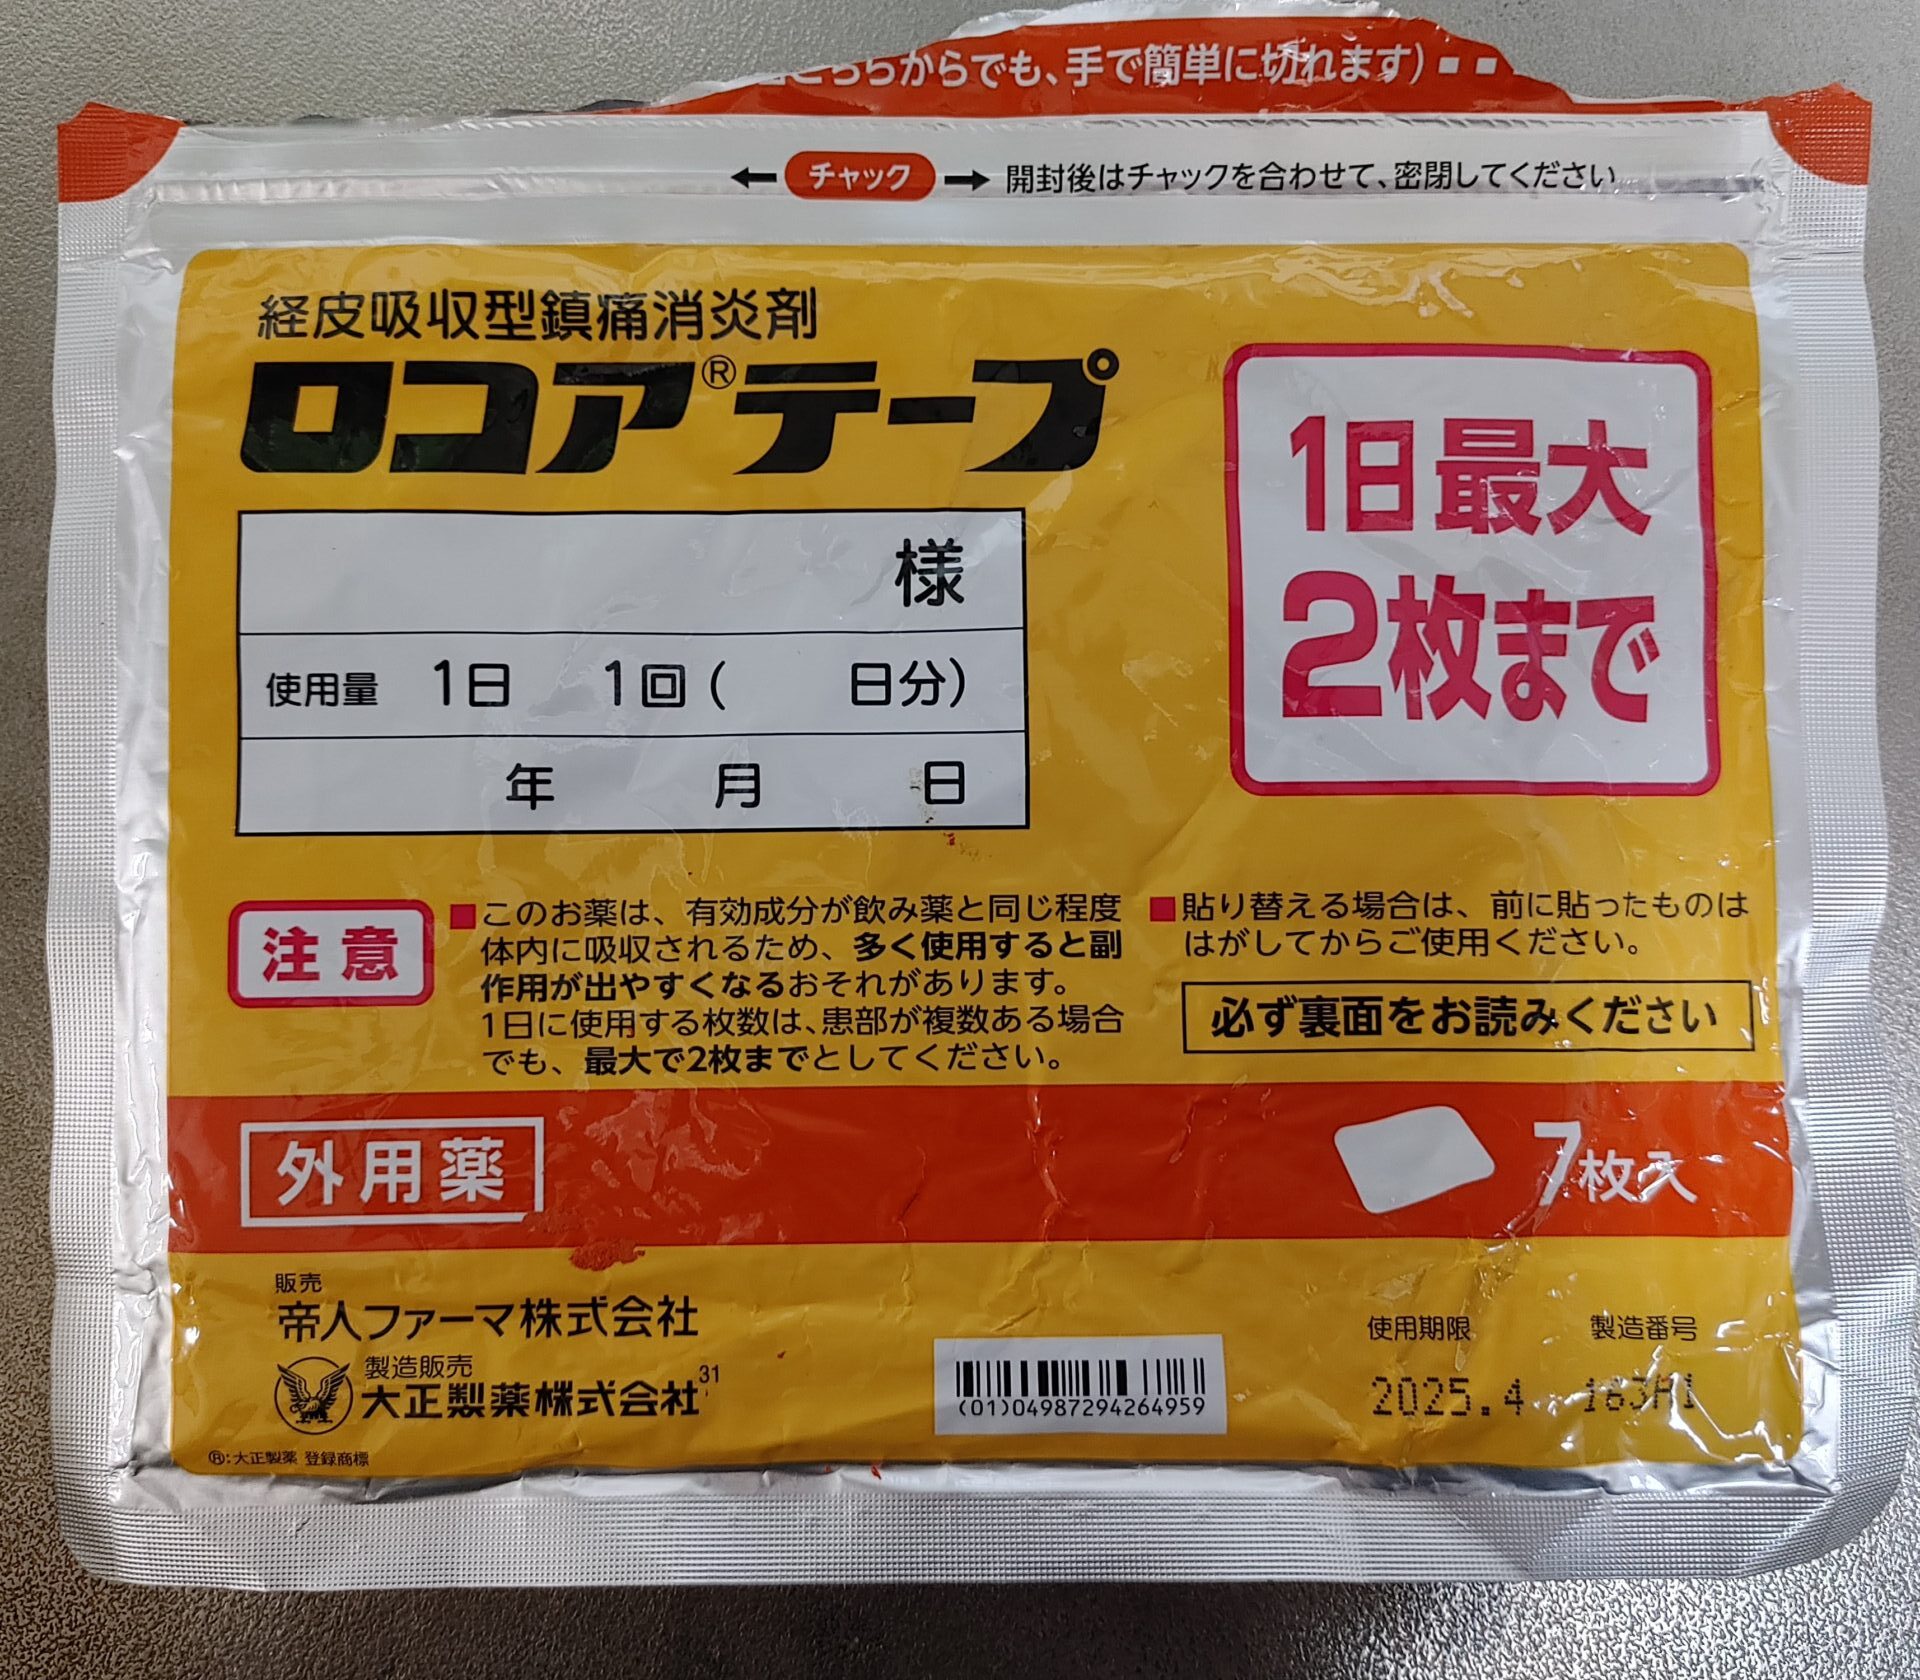 こちらからでも、手で簡単に切れます)
← チャック → 開封後はチャックを合わせて、密閉してください
経皮吸収型鎮痛消炎剤
ロコア®テープ
1日最大
2枚まで
様
使用量 1日 1回( 日分)
年 月 日
注意
■このお薬は、有効成分が飲み薬と同じ程度
体内に吸収されるため、多く使用すると副
作用が出やすくなるおそれがあります。
1日に使用する枚数は、患部が複数ある場合
でも、最大で2枚までとしてください。
■貼り替える場合は、前に貼ったものは
はがしてからご使用ください。
必ず裏面をお読みください
外用薬
7枚入
販売
帝人ファーマ株式会社
製造販売
大正製薬株式会社31
®:大正製薬 登録商標
(01)04987294264959
使用期限 製造番号
2025.4 163A1